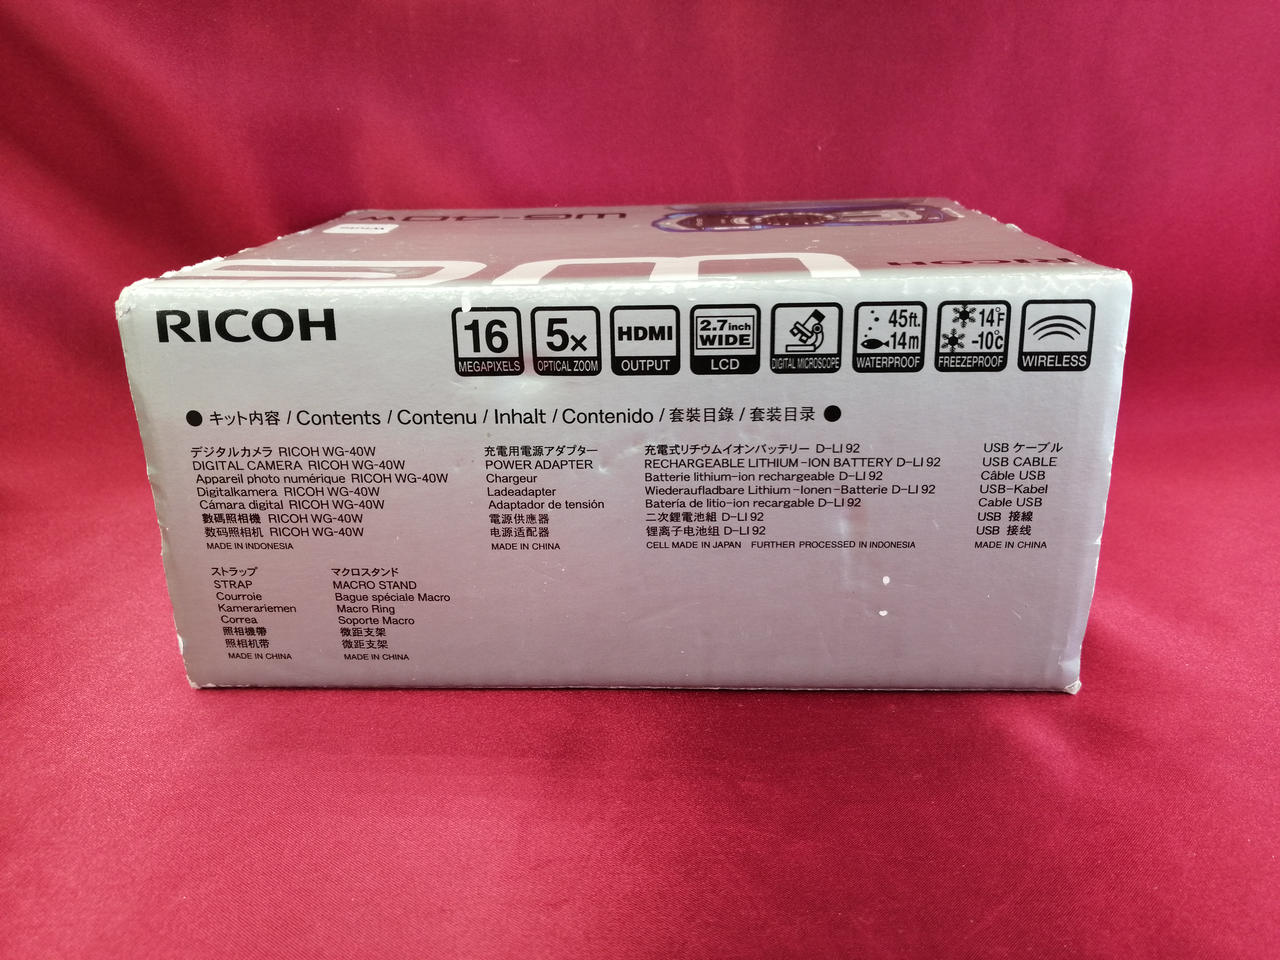 WG-40W
White
WG
RICOH
RICOH
16 MEGAPIXELS
5x OPTICAL ZOOM
HDMI OUTPUT
2.7inch WIDE LCD
DIGITAL MICROSCOPE
45ft. 14m WATERPROOF
14°F -10°C FREEZEPROOF
WIRELESS
● キット内容 / Contents / Contenu / Inhalt / Contenido / 套裝目錄 / 套装目录 ●
デジタルカメラ RICOH WG-40W
DIGITAL CAMERA RICOH WG-40W
Appareil photo numérique RICOH WG-40W
Digitalkamera RICOH WG-40W
Cámara digital RICOH WG-40W
數碼照相機 RICOH WG-40W
数码照相机 RICOH WG-40W
MADE IN INDONESIA
充電用電源アダプター
POWER ADAPTER
Chargeur
Ladeadapter
Adaptador de tensión
電源供應器
电源适配器
MADE IN CHINA
充電式リチウムイオンバッテリー D-LI 92
RECHARGEABLE LITHIUM-ION BATTERY D-LI 92
Batterie lithium-ion rechargeable D-LI 92
Wiederaufladbare Lithium-Ionen-Batterie D-LI 92
Batería de litio-ion recargable D-LI 92
二次鋰電池組 D-LI 92
锂离子电池组 D-LI 92
CELL MADE IN JAPAN FURTHER PROCESSED IN INDONESIA
USB ケーブル
USB CABLE
Câble USB
USB-Kabel
Cable USB
USB 接線
USB 接线
MADE IN CHINA
ストラップ
STRAP
Courroie
Kamerariemen
Correa
照相機帶
照相机带
MADE IN CHINA
マクロスタンド
MACRO STAND
Bague spéciale Macro
Macro Ring
Soporte Macro
微距支架
微距支架
MADE IN CHINA